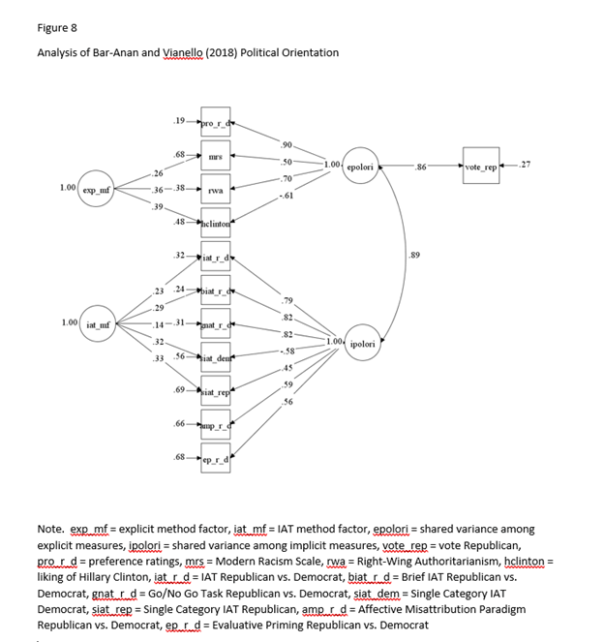 Figure 8
Analysis of Bar-Anan and Vianello (2018) Political Orientation
.19 pro_r_d
.90
.68 mrs
.50 1.00 epolori .86 vote_rep .27
.26 .70
1.00 exp_mf .36 .38 rwa
.39 -.61
.48 hclinton
.32 iat_r_d .89
.23 .24 biat_r_d .79
.29 .82
1.00 iat_mf .14 .31 gnat_r_d .82 1.00 ipolori
.32 -.58
.33 .56 siat_dem .45
.69 siat_rep .59
.56
.66 amp_r_d
.68 ep_r_d
Note. exp_mf = explicit method factor, iat_mf = IAT method factor, epolori = shared variance among
explicit measures, ipolori = shared variance among implicit measures, vote_rep = vote Republican,
pro_r_d = preference ratings, mrs = Modern Racism Scale, rwa = Right-Wing Authoritarianism, hclinton =
liking of Hillary Clinton, iat_r_d = IAT Republican vs. Democrat, biat_r_d = Brief IAT Republican vs.
Democrat, gnat_r_d = Go/No Go Task Republican vs. Democrat, siat_dem = Single Category IAT
Democrat, siat_rep = Single Category IAT Republican, amp_r_d = Affective Misattribution Paradigm
Republican vs. Democrat, ep_r_d = Evaluative Priming Republican vs. Democrat